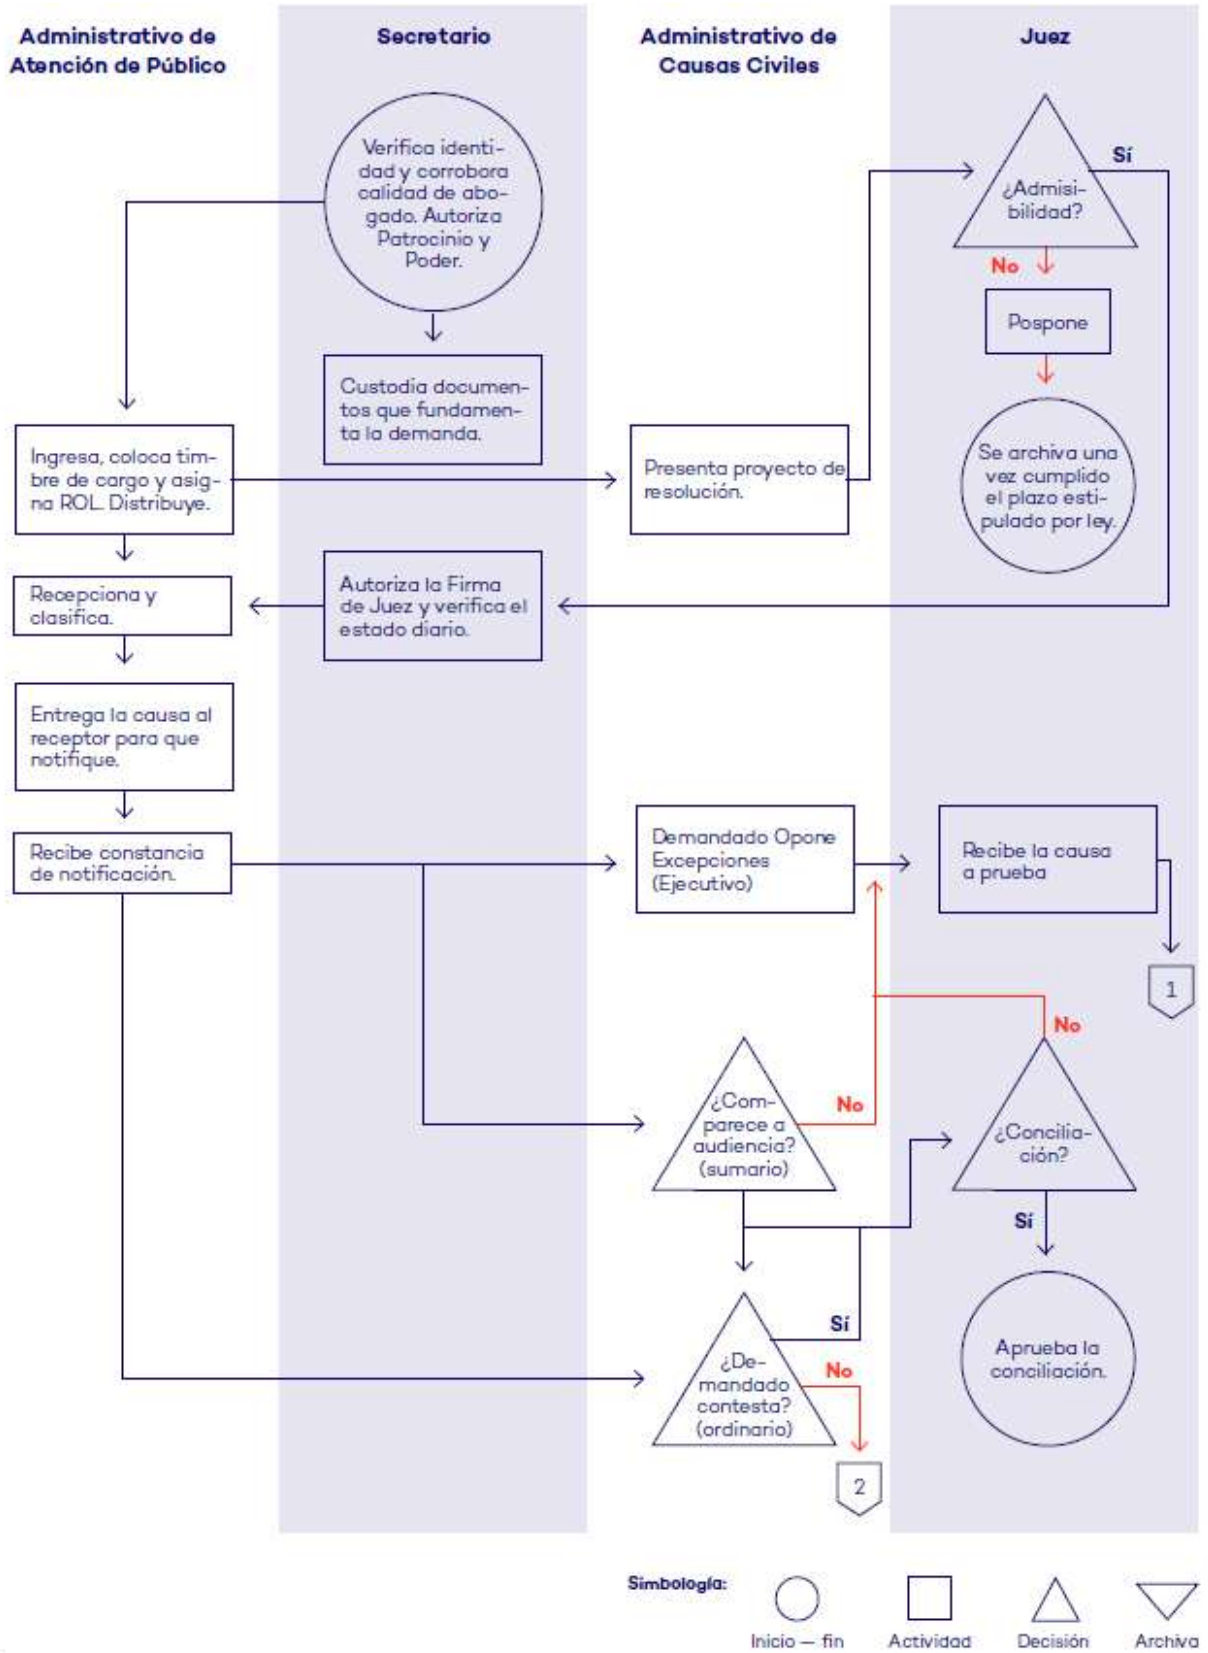 Administrativo de
Atención de Público
Secretario
Administrativo de
Causas Civiles
Juez
Verifica identi-
dad y corrobora
calidad de abo-
gado. Autoriza
Patrocinio y
Poder.
Sí
¿Admisi-
bilidad?
No
Pospone
Custodia documen-
tos que fundamen-
ta la demanda.
Ingresa, coloca tim-
bre de cargo y asig-
na ROL. Distribuye.
Presenta proyecto de
resolución.
Se archiva una
vez cumplido
el plazo esti-
pulado por ley.
Recepciona y
clasifica.
Autoriza la Firma
de Juez y verifica el
estado diario.
Entrega la causa al
receptor para que
notifique.
Recibe constancia
de notificación.
Demandado Opone
Excepciones
(Ejecutivo)
Recibe la causa
a prueba
1
No
¿Com-
parece a
audiencia?
(sumario)
No
¿Concilia-
ción?
Sí
Sí
¿De-
mandado
contesta?
(ordinario)
No
Aprueba la
conciliación.
2
Simbología:
Inicio — fin
Actividad
Decisión
Archiva